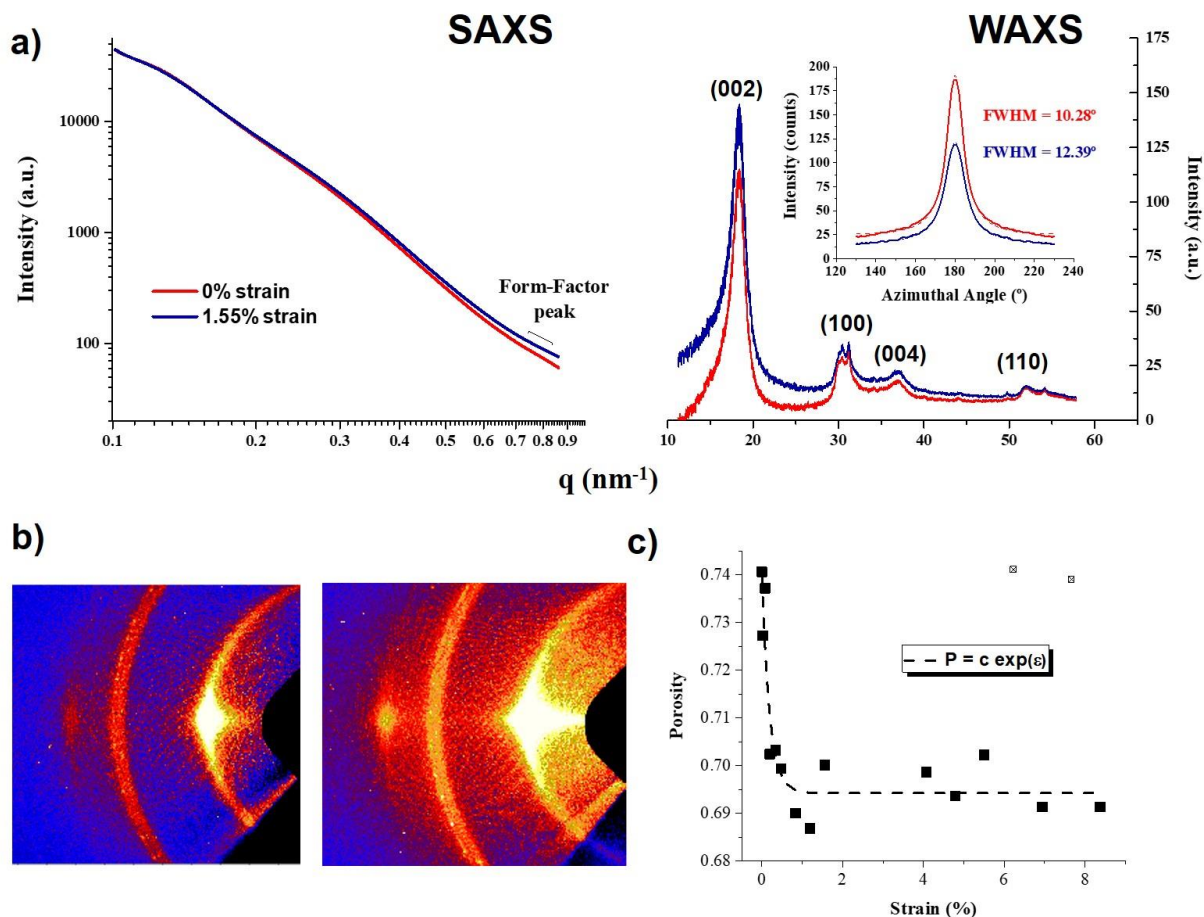 a)
SAXS
Intensity (a.u.)
10000
1000
100
0.1 0.2 0.3 0.4 0.5 0.6 0.7 0.8 0.9
0% strain
1.55% strain
Form-Factor
peak
WAXS
(002)
(100)
(004)
(110)
10 20 30 40 50 60
175
150
125
100
75
50
25
0
Intensity (a.u.)
Intensity (counts)
200
175
150
125
100
75
50
25
0
120 140 160 180 200 220 240
Azimuthal Angle (º)
FWHM = 10.28º
FWHM = 12.39º
q (nm⁻¹)
b)
c)
Porosity
0.74
0.73
0.72
0.71
0.70
0.69
0.68
0 2 4 6 8
Strain (%)
P = c exp(ε)